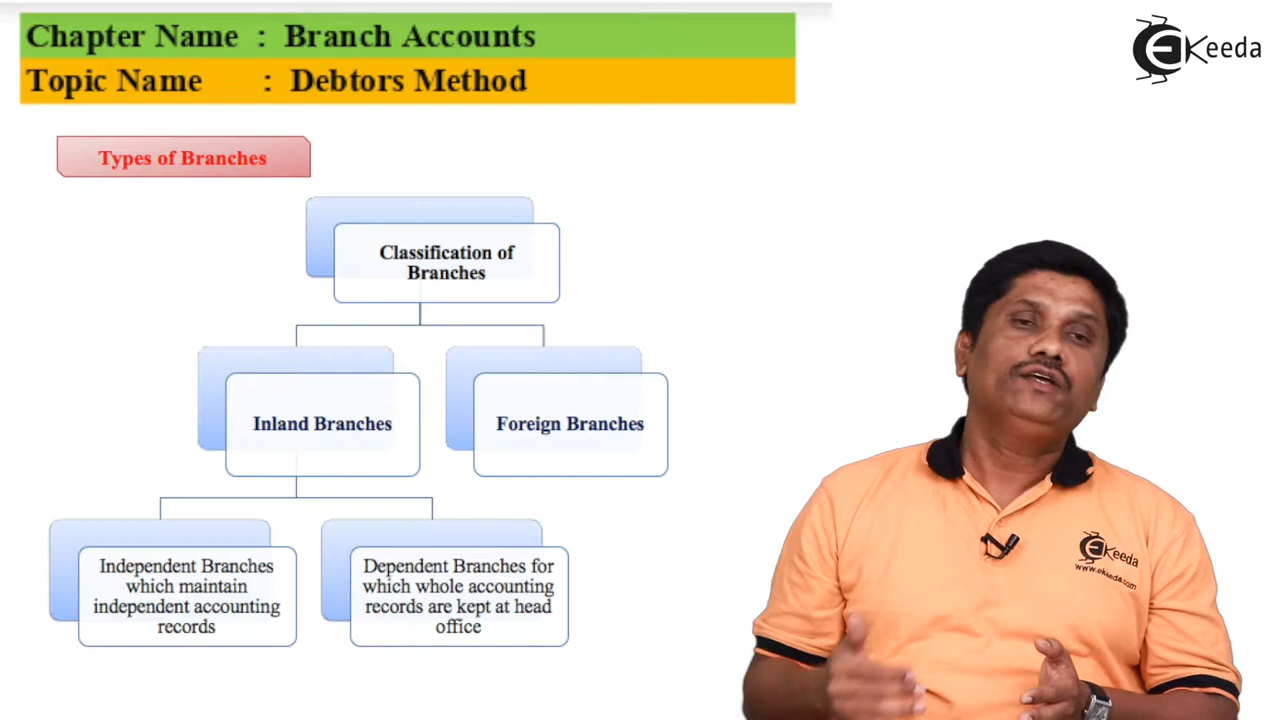 Chapter Name : Branch Accounts
Topic Name : Debtors Method
Keeda
Types of Branches
Classification of
Branches
Inland Branches
Foreign Branches
Independent Branches
which maintain
independent accounting
records
Dependent Branches for
which whole accounting
records are kept at head
office
Keeda
www.ekeeda.com